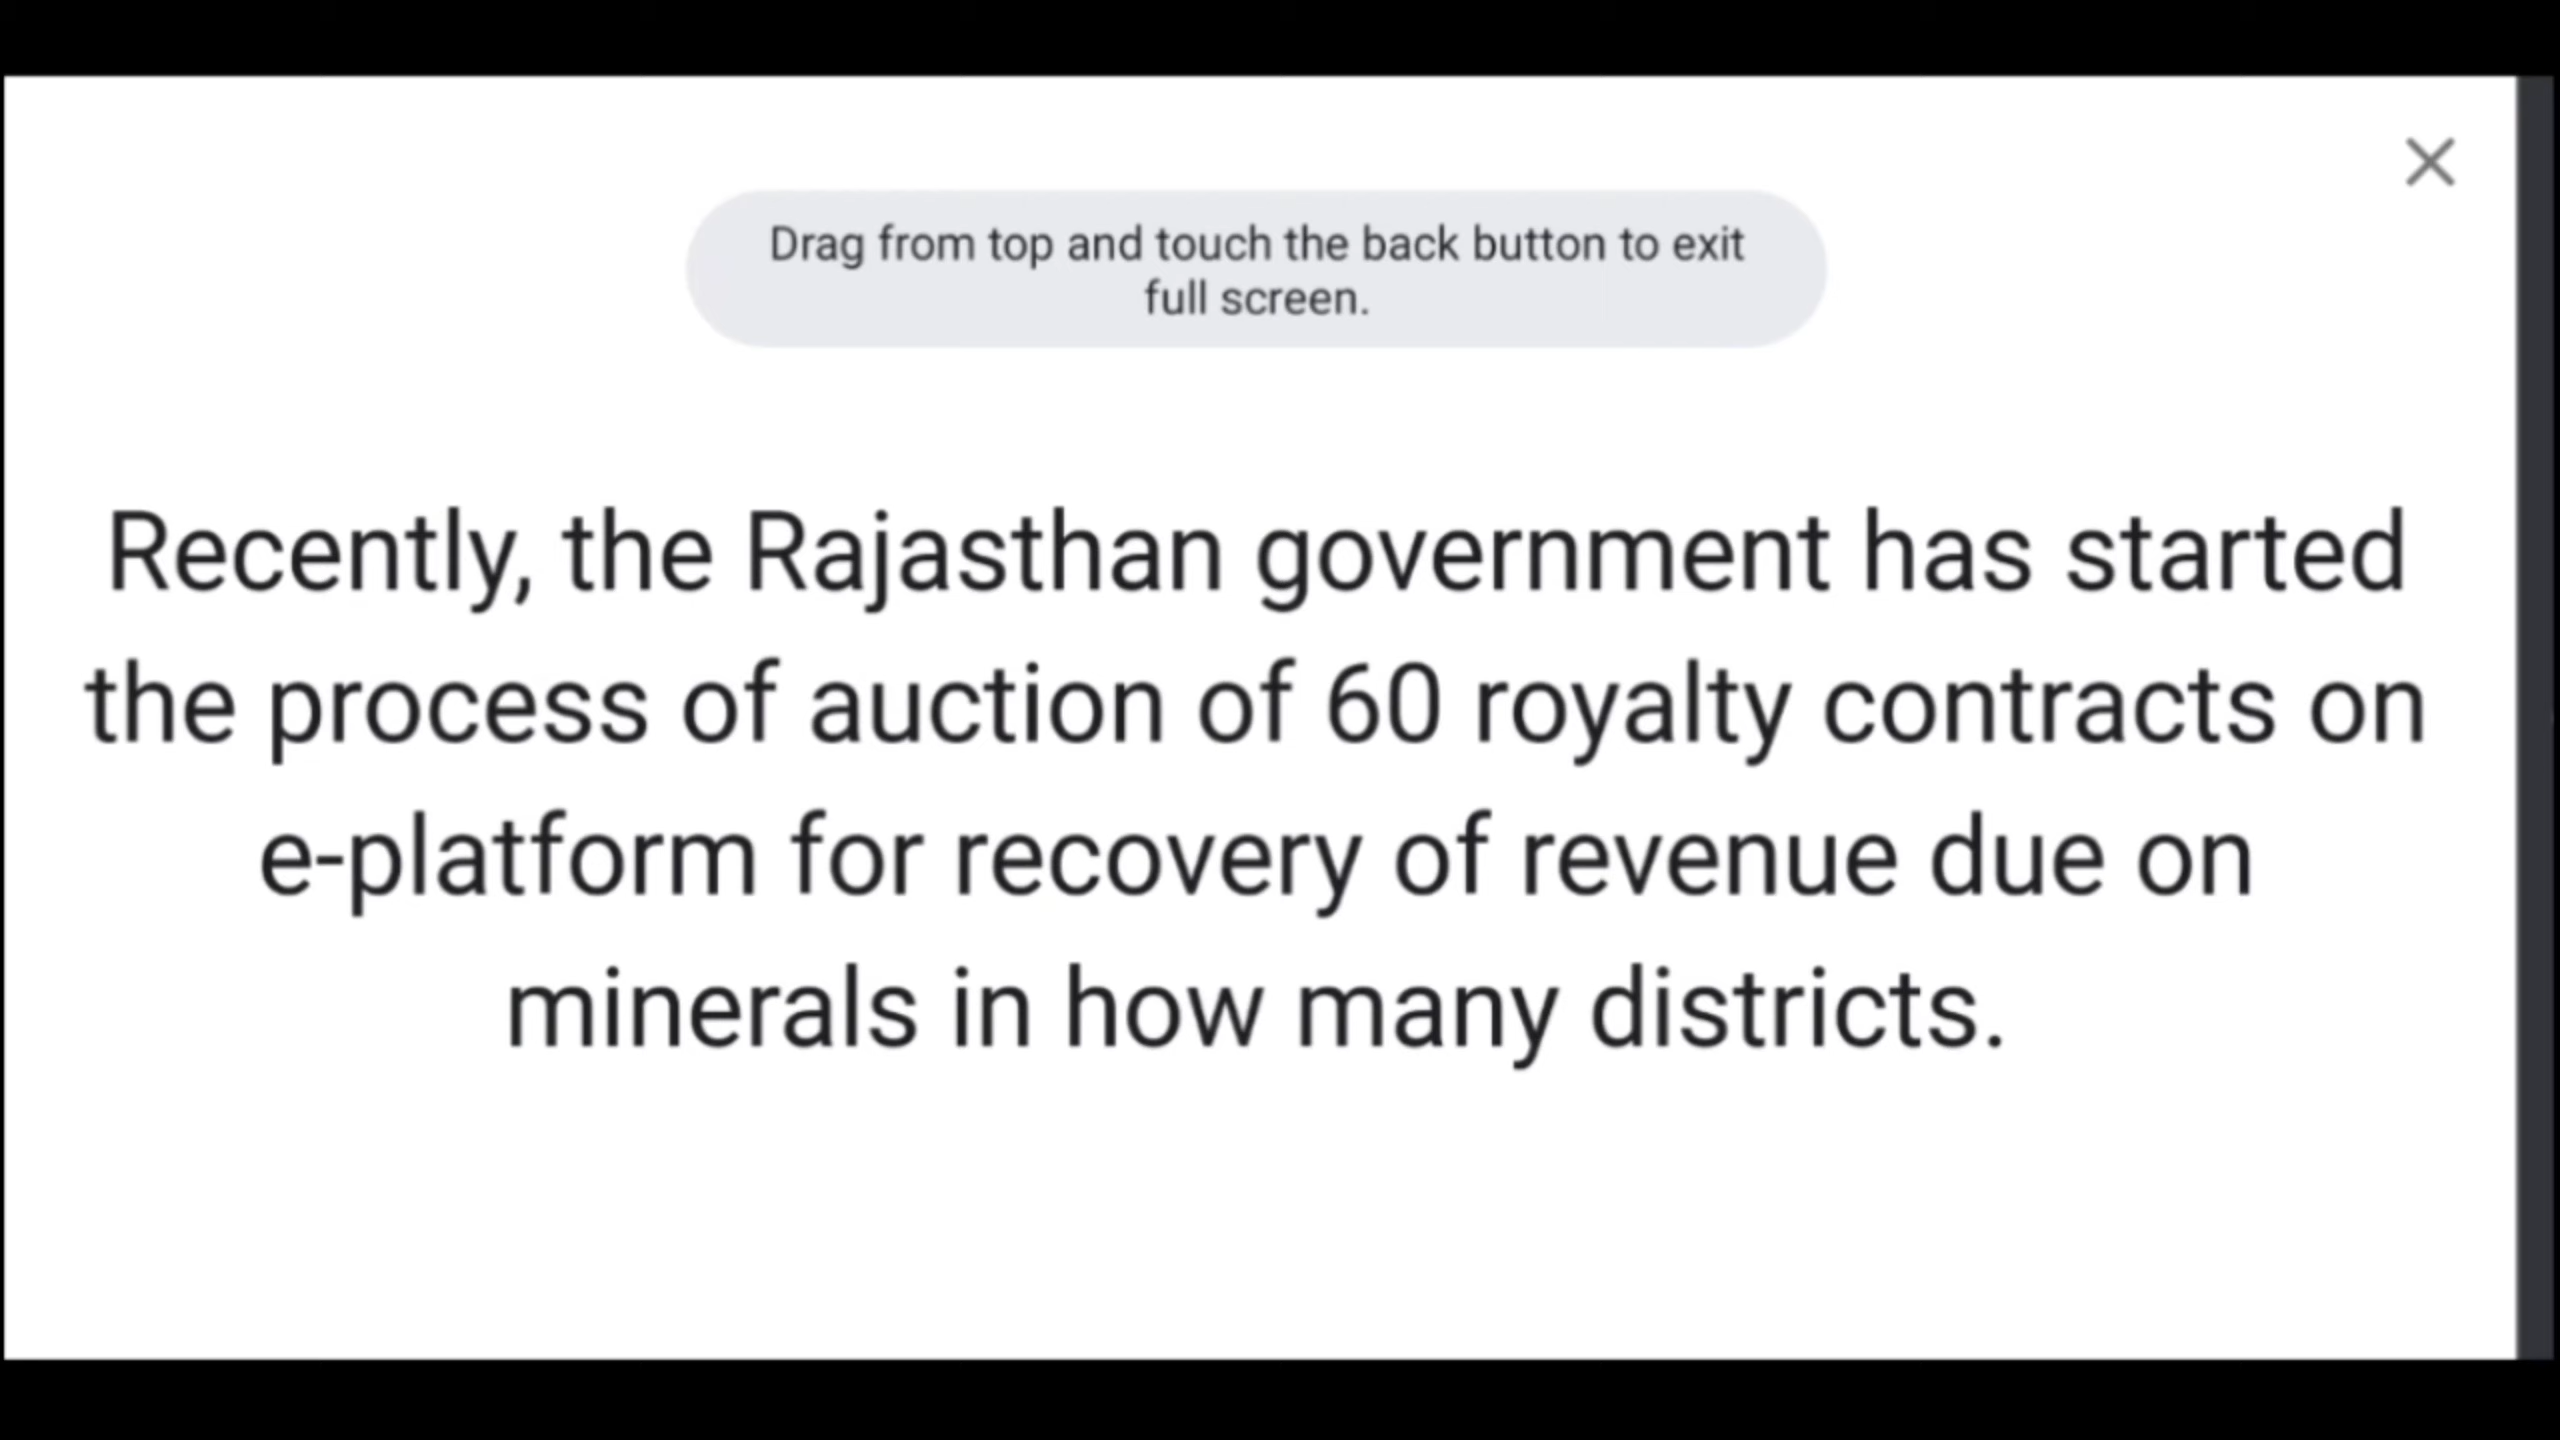 Drag from top and touch the back button to exit
full screen.
Recently, the Rajasthan government has started
the process of auction of 60 royalty contracts on
e-platform for recovery of revenue due on
minerals in how many districts.